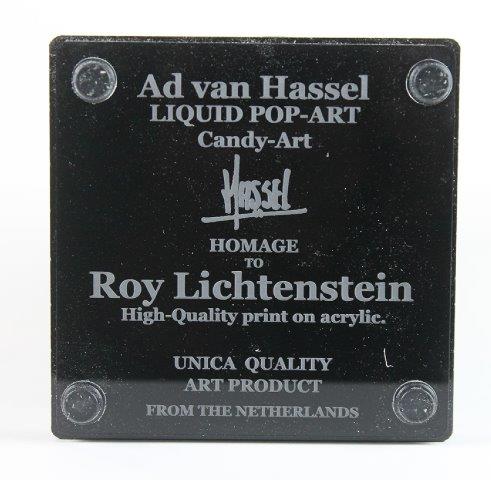 Ad van Hassel
LIQUID POP-ART
Candy-Art
HASSEL
HOMAGE
TO
Roy Lichtenstein
High-Quality print on acrylic.
UNICA QUALITY
ART PRODUCT
FROM THE NETHERLANDS